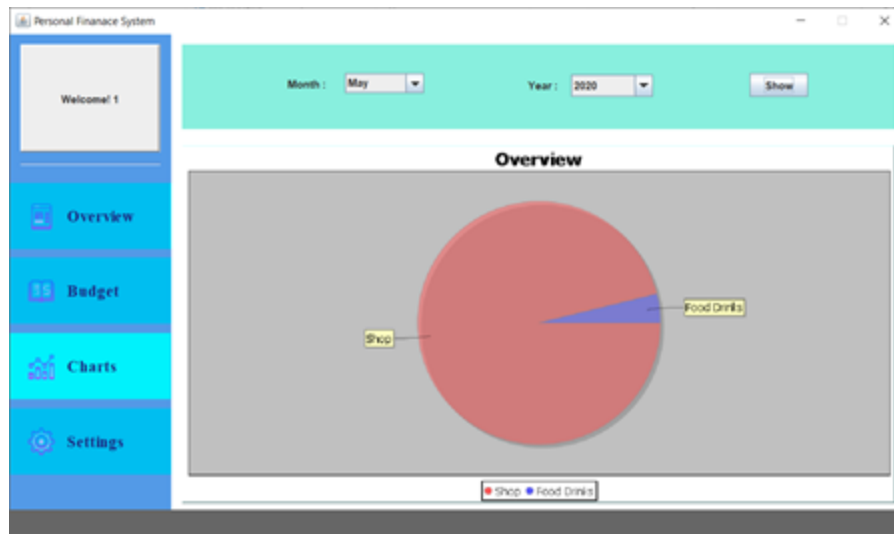 Personal Finanace System
Welcome! 1
Month : May Year : 2020 Show
Overview
Overview
Budget
Charts
Settings
Shop
Food Drinks
Shop Food Drinks